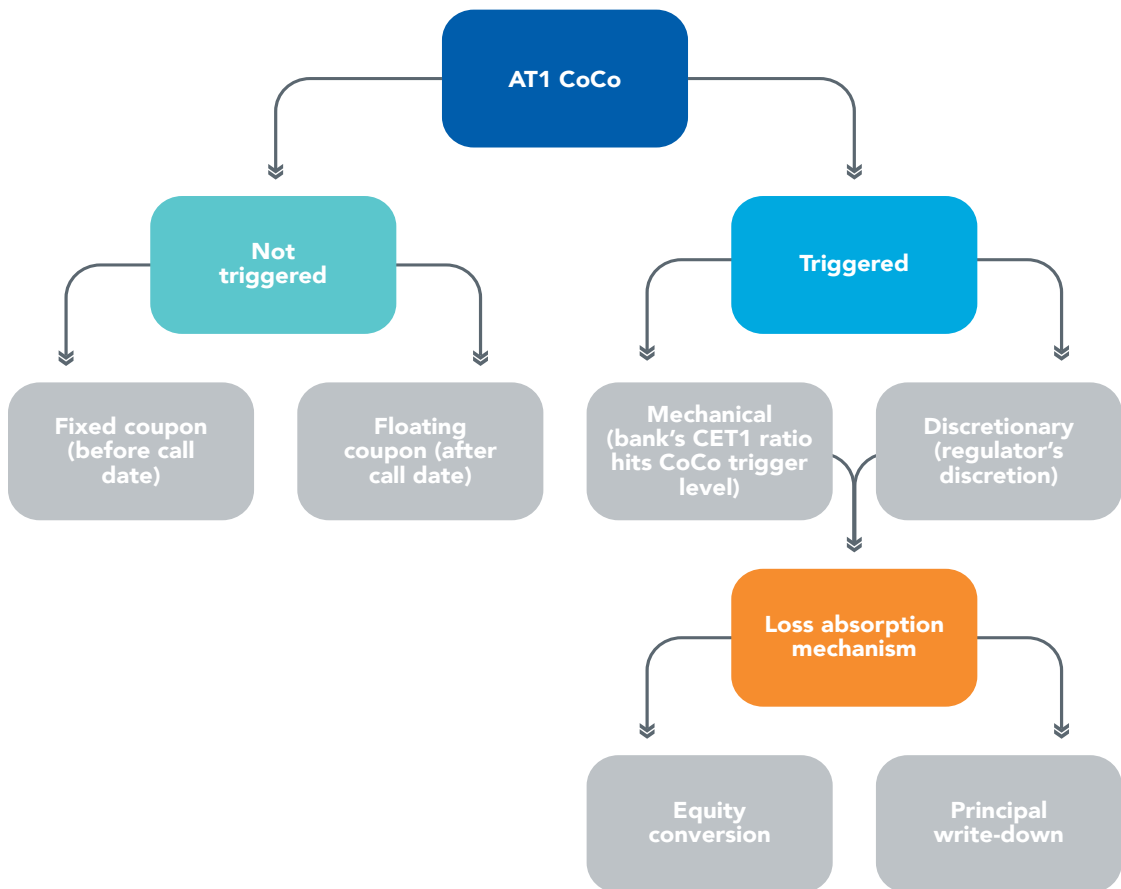 AT1 CoCo
Not
triggered
Triggered
Fixed coupon
(before call
date)
Floating
coupon (after
call date)
Mechanical
(bank’s CET1 ratio
hits CoCo trigger
level)
Discretionary
(regulator’s
discretion)
Loss absorption
mechanism
Equity
conversion
Principal
write-down